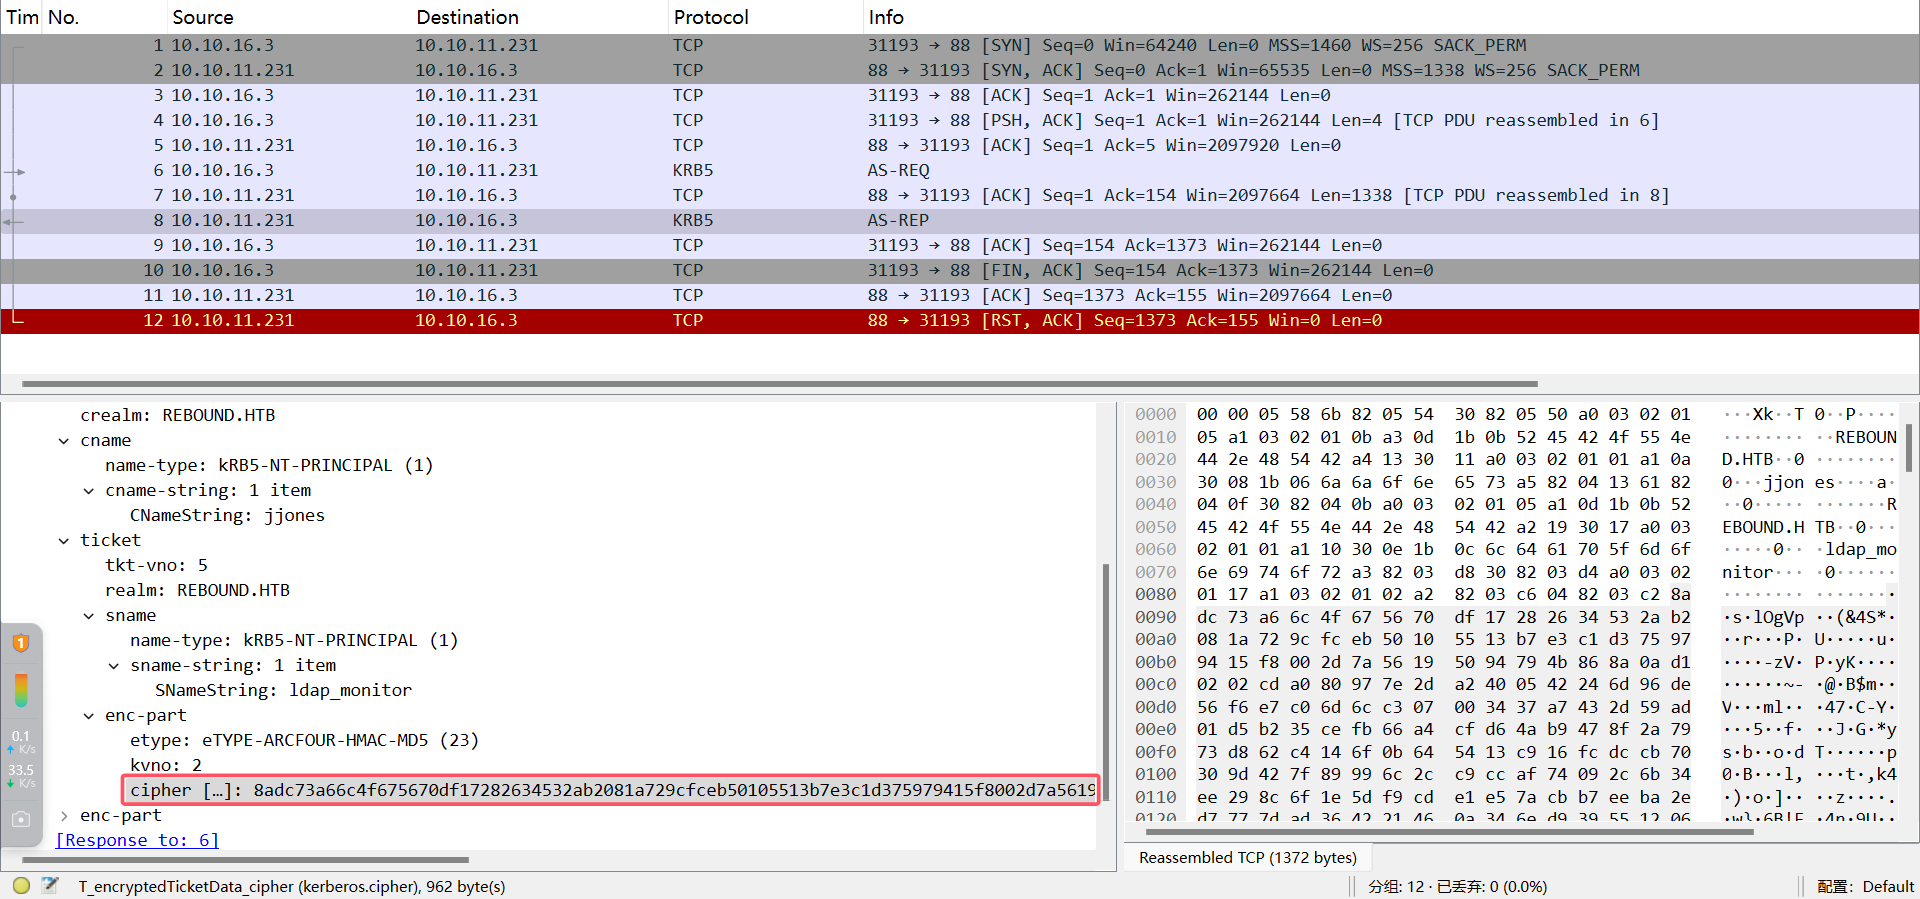 Tim No. Source Destination Protocol Info
1 10.10.16.3 10.10.11.231 TCP 31193 → 88 [SYN] Seq=0 Win=64240 Len=0 MSS=1460 WS=256 SACK_PERM
2 10.10.11.231 10.10.16.3 TCP 88 → 31193 [SYN, ACK] Seq=0 Ack=1 Win=65535 Len=0 MSS=1338 WS=256 SACK_PERM
3 10.10.16.3 10.10.11.231 TCP 31193 → 88 [ACK] Seq=1 Ack=1 Win=262144 Len=0
4 10.10.16.3 10.10.11.231 TCP 31193 → 88 [PSH, ACK] Seq=1 Ack=1 Win=262144 Len=4 [TCP PDU reassembled in 6]
5 10.10.11.231 10.10.16.3 TCP 88 → 31193 [ACK] Seq=1 Ack=5 Win=2097920 Len=0
6 10.10.16.3 10.10.11.231 KRB5 AS-REQ
7 10.10.11.231 10.10.16.3 TCP 88 → 31193 [ACK] Seq=1 Ack=154 Win=2097664 Len=1338 [TCP PDU reassembled in 8]
8 10.10.11.231 10.10.16.3 KRB5 AS-REP
9 10.10.16.3 10.10.11.231 TCP 31193 → 88 [ACK] Seq=154 Ack=1373 Win=262144 Len=0
10 10.10.16.3 10.10.11.231 TCP 31193 → 88 [FIN, ACK] Seq=154 Ack=1373 Win=262144 Len=0
11 10.10.11.231 10.10.16.3 TCP 88 → 31193 [ACK] Seq=1373 Ack=155 Win=2097664 Len=0
12 10.10.11.231 10.10.16.3 TCP 88 → 31193 [RST, ACK] Seq=1373 Ack=155 Win=0 Len=0
crealm: REBOUND.HTB
cname
name-type: kRB5-NT-PRINCIPAL (1)
cname-string: 1 item
CNameString: jjones
ticket
tkt-vno: 5
realm: REBOUND.HTB
sname
name-type: kRB5-NT-PRINCIPAL (1)
sname-string: 1 item
SNameString: ldap_monitor
enc-part
etype: eTYPE-ARCFOUR-HMAC-MD5 (23)
kvno: 2
cipher […]: 8adc73a66c4f675670df17282634532ab2081a729cfceb50105513b7e3c1d375979415f8002d7a5619
enc-part
[Response to: 6]
1
0.1
K/s
33.5
K/s
0000 00 00 05 58 6b 82 05 54 30 82 05 50 a0 03 02 01 ···Xk··T 0··P····
0010 05 a1 03 02 01 0b a3 0d 1b 0b 52 45 42 4f 55 4e ········ ··REBOUN
0020 44 2e 48 54 42 a4 13 30 11 a0 03 02 01 01 a1 0a D.HTB··0 ········
0030 30 08 1b 06 6a 6a 6f 6e 65 73 a5 82 04 13 61 82 0···jjon es····a·
0040 04 0f 30 82 04 0b a0 03 02 01 05 a1 0d 1b 0b 52 ··0····· ·······R
0050 45 42 4f 55 4e 44 2e 48 54 42 a2 19 30 17 a0 03 EBOUND.H TB··0···
0060 02 01 01 a1 10 30 0e 1b 0c 6c 64 61 70 5f 6d 6f ·····0·· ·ldap_mo
0070 6e 69 74 6f 72 a3 82 03 d8 30 82 03 d4 a0 03 02 nitor··· ·0······
0080 01 17 a1 03 02 01 02 a2 82 03 c6 04 82 03 c2 8a ········ ········
0090 dc 73 a6 6c 4f 67 56 70 df 17 28 26 34 53 2a b2 ·s·lOgVp ··(&4S*·
00a0 08 1a 72 9c fc eb 50 10 55 13 b7 e3 c1 d3 75 97 ··r···P· U·····u·
00b0 94 15 f8 00 2d 7a 56 19 50 94 79 4b 86 8a 0a d1 ····-zV· P·yK····
00c0 02 02 cd a0 80 97 7e 2d a2 40 05 42 24 6d 96 de ······~- ·@·B$m··
00d0 56 f6 e7 c0 6d 6c c3 07 00 34 37 a7 43 2d 59 ad V···ml·· ·47·C-Y·
00e0 01 d5 b2 35 ce fb 66 a4 cf d6 4a b9 47 8f 2a 79 ···5··f· ··J·G·*y
00f0 73 d8 62 c4 14 6f 0b 64 54 13 c9 16 fc dc cb 70 s·b··o·d T······p
0100 30 9d 42 7f 89 99 6c 2c c9 cc af 74 09 2c 6b 34 0·B···l, ···t·,k4
0110 ee 29 8c 6f 1e 5d f9 cd e1 e5 7a cb b7 ee ba 2e ·)·o·]·· ··z····.
0120 d7 77 7d ad 36 42 21 46 0a 34 6e d9 39 55 12 06 ·w}·6B!F ·4n·9U··
Reassembled TCP (1372 bytes)
T_encryptedTicketData_cipher (kerberos.cipher), 962 byte(s)
分组: 12 · 已丢弃: 0 (0.0%)
配置: Default